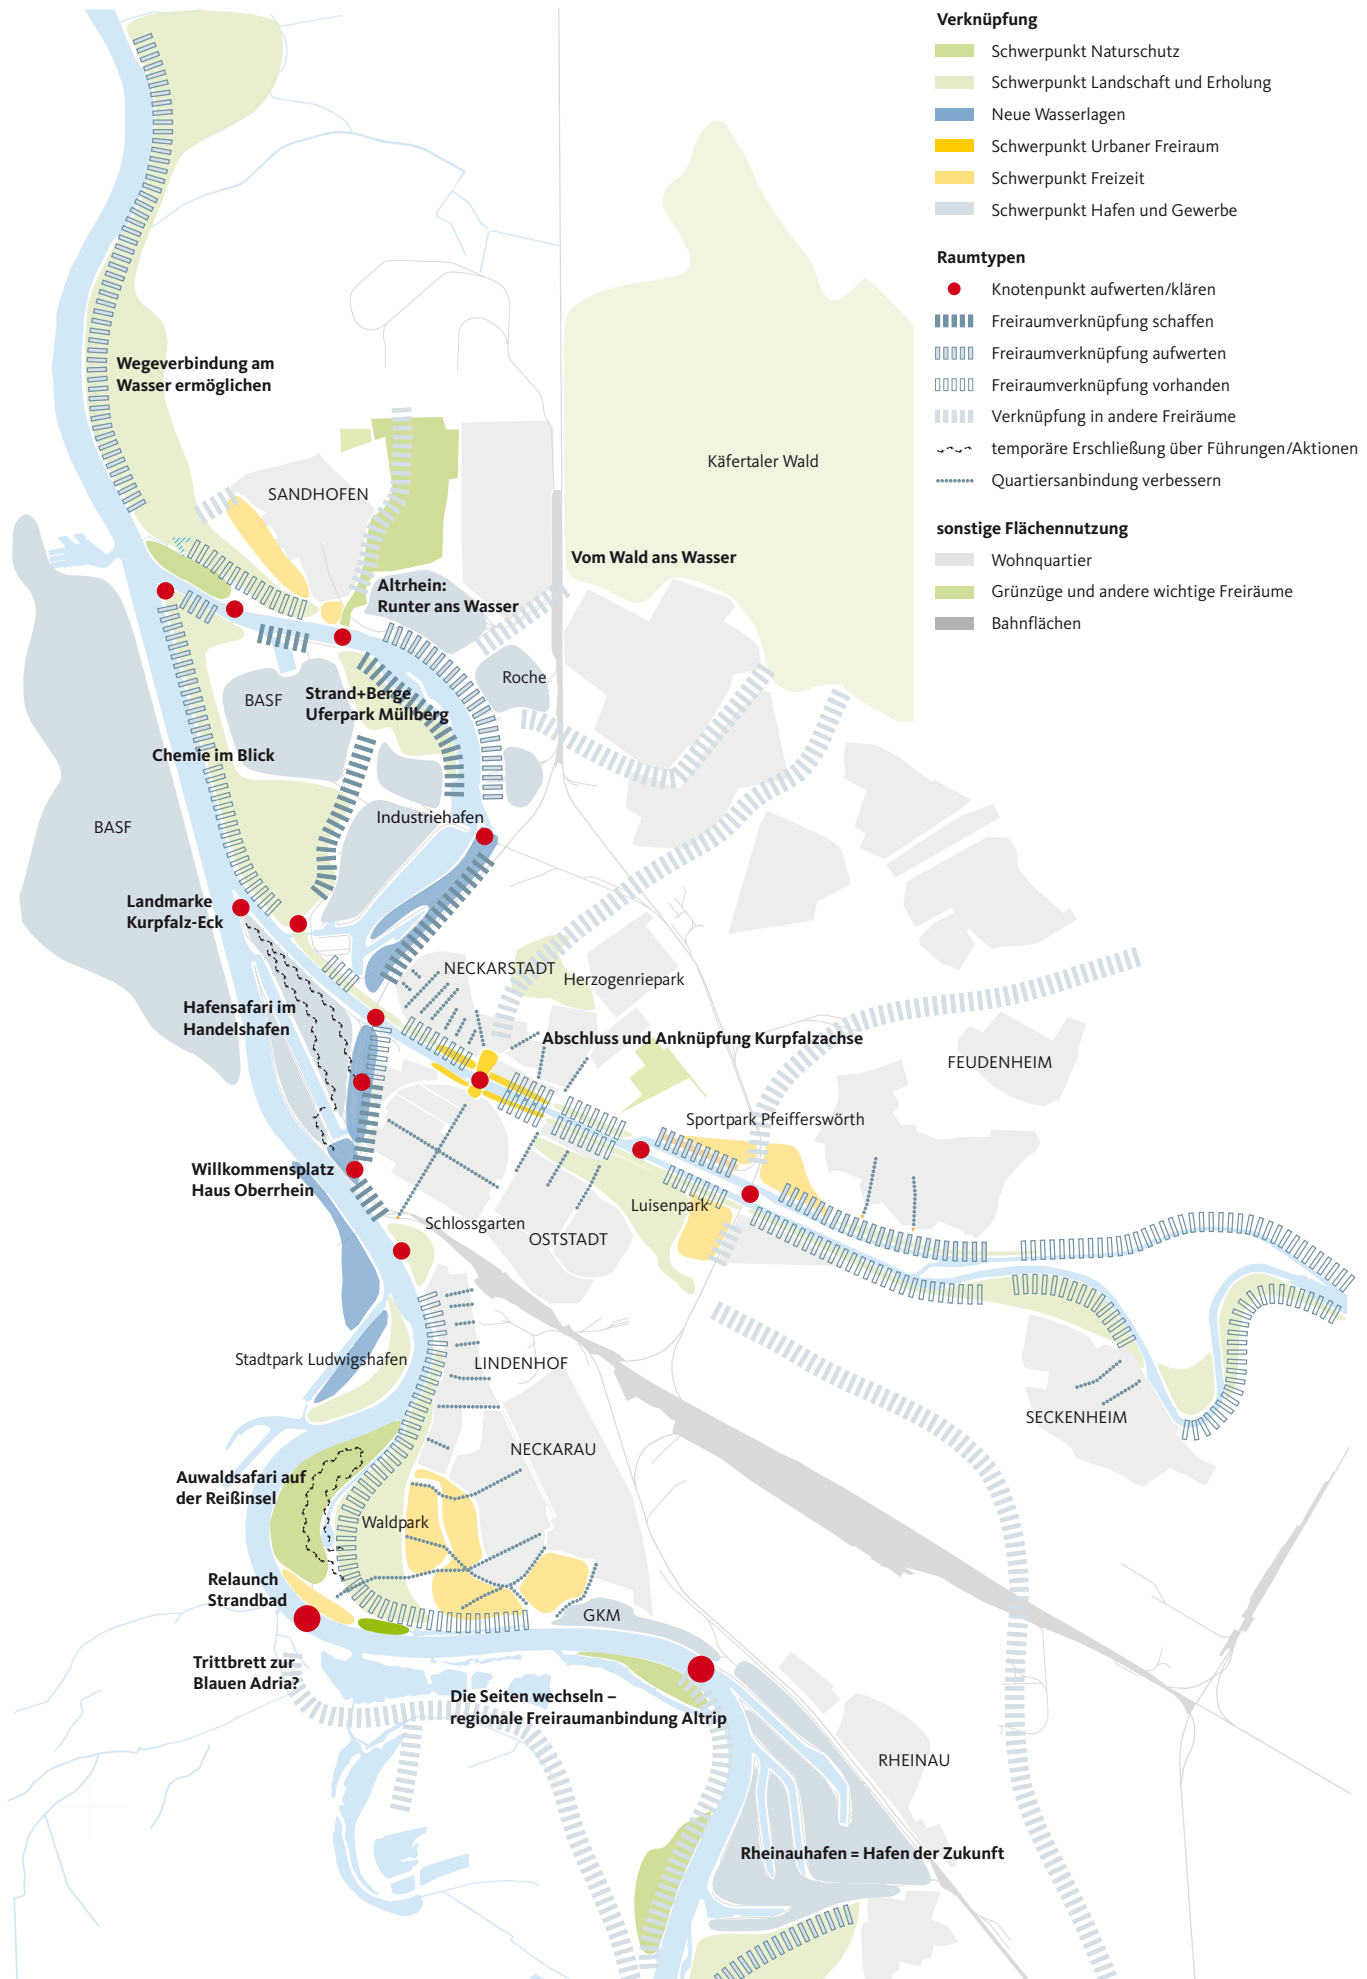 Verknüpfung
Schwerpunkt Naturschutz
Schwerpunkt Landschaft und Erholung
Neue Wasserlagen
Schwerpunkt Urbaner Freiraum
Schwerpunkt Freizeit
Schwerpunkt Hafen und Gewerbe
Raumtypen
Knotenpunkt aufwerten/klären
Freiraumverknüpfung schaffen
Freiraumverknüpfung aufwerten
Freiraumverknüpfung vorhanden
Verknüpfung in andere Freiräume
temporäre Erschließung über Führungen/Aktionen
Quartiersanbindung verbessern
sonstige Flächennutzung
Wohnquartier
Grünzüge und andere wichtige Freiräume
Bahnflächen
Wegeverbindung am
Wasser ermöglichen
Käfertaler Wald
SANDHOFEN
Vom Wald ans Wasser
Altrhein:
Runter ans Wasser
Roche
BASF
Strand+Berge
Uferpark Müllberg
Chemie im Blick
Industriehafen
BASF
Landmarke
Kurpfalz-Eck
NECKARSTADT
Herzogenriepark
Hafensafari im
Handelshafen
Abschluss und Anknüpfung Kurpfalzachse
FEUDENHEIM
Sportpark Pfeifferswörth
Willkommensplatz
Haus Oberrhein
Luisenpark
Schlossgarten
OSTSTADT
Stadtpark Ludwigshafen
LINDENHOF
SECKENHEIM
NECKARAU
Auwaldsafari auf
der Reißinsel
Waldpark
Relaunch
Strandbad
GKM
Trittbrett zur
Blauen Adria?
Die Seiten wechseln –
regionale Freiraumanbindung Altrip
RHEINAU
Rheinauhafen = Hafen der Zukunft